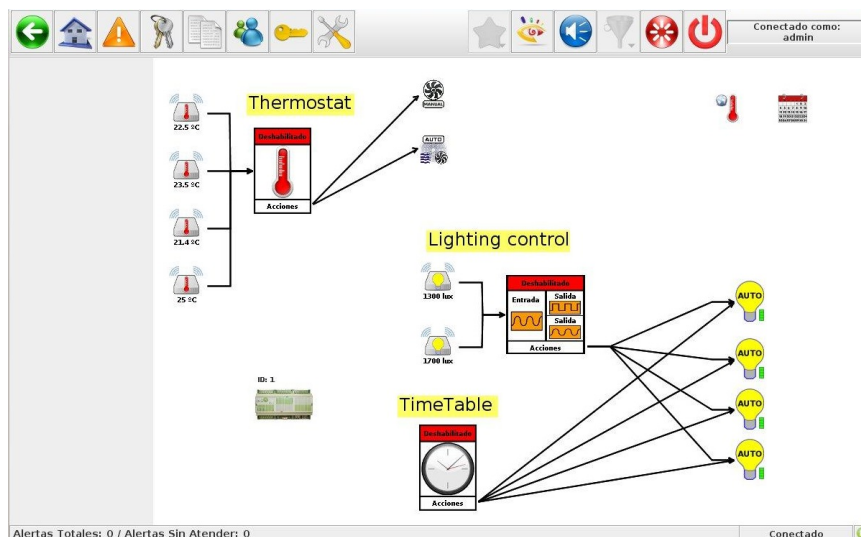 Conectado como:
admin
Thermostat
22.5 ºC
23.5 ºC
21.4 ºC
25 ºC
Deshabilitado
Acciones
MANUAL
AUTO
Lighting control
1300 lux
1700 lux
Deshabilitado
Entrada
Salida
Salida
Acciones
AUTO
AUTO
AUTO
AUTO
ID: 1
TimeTable
Deshabilitado
Acciones
Alertas Totales: 0 / Alertas Sin Atender: 0
Conectado